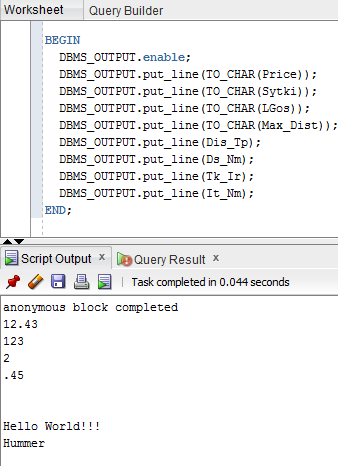 Worksheet Query Builder
BEGIN
DBMS_OUTPUT.enable;
DBMS_OUTPUT.put_line(TO_CHAR(Price));
DBMS_OUTPUT.put_line(TO_CHAR(Sytki));
DBMS_OUTPUT.put_line(TO_CHAR(LGos));
DBMS_OUTPUT.put_line(TO_CHAR(Max_Dist));
DBMS_OUTPUT.put_line(Dis_Tp);
DBMS_OUTPUT.put_line(Ds_Nm);
DBMS_OUTPUT.put_line(Tk_Ir);
DBMS_OUTPUT.put_line(It_Nm);
END;
Script Output x Query Result x
Task completed in 0.044 seconds
anonymous block completed
12.43
123
2
.45
Hello World!!!
Hummer